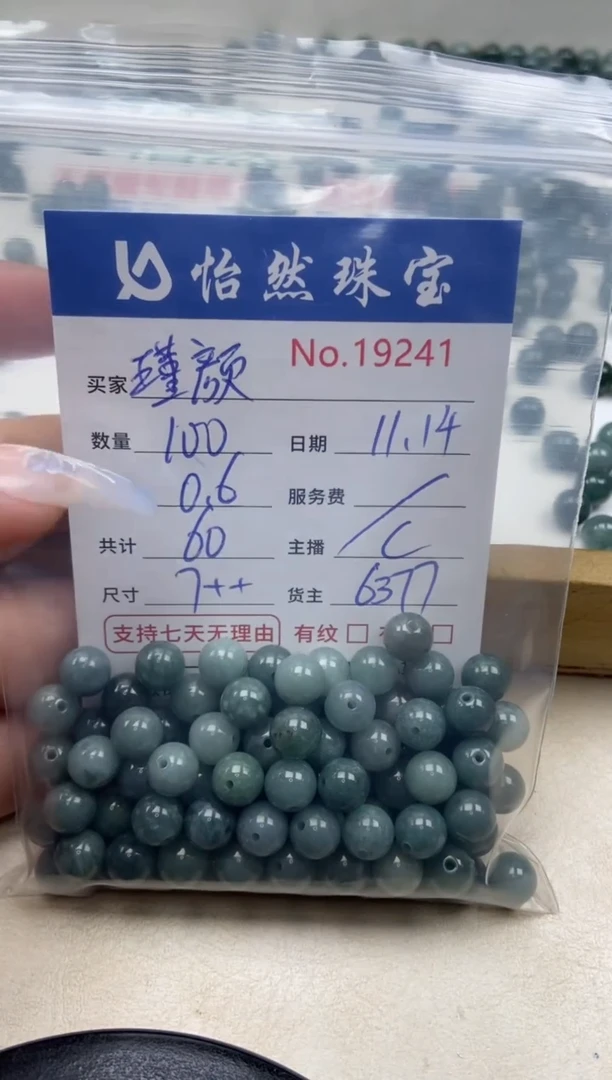 怡然珠宝
No.19241
买家 瑾颜
数量 100 日期 11.14
0.6 服务费 /
共计 60 主播 C
尺寸 7++ 货主 6377
支持七天无理由 有纹 □ □